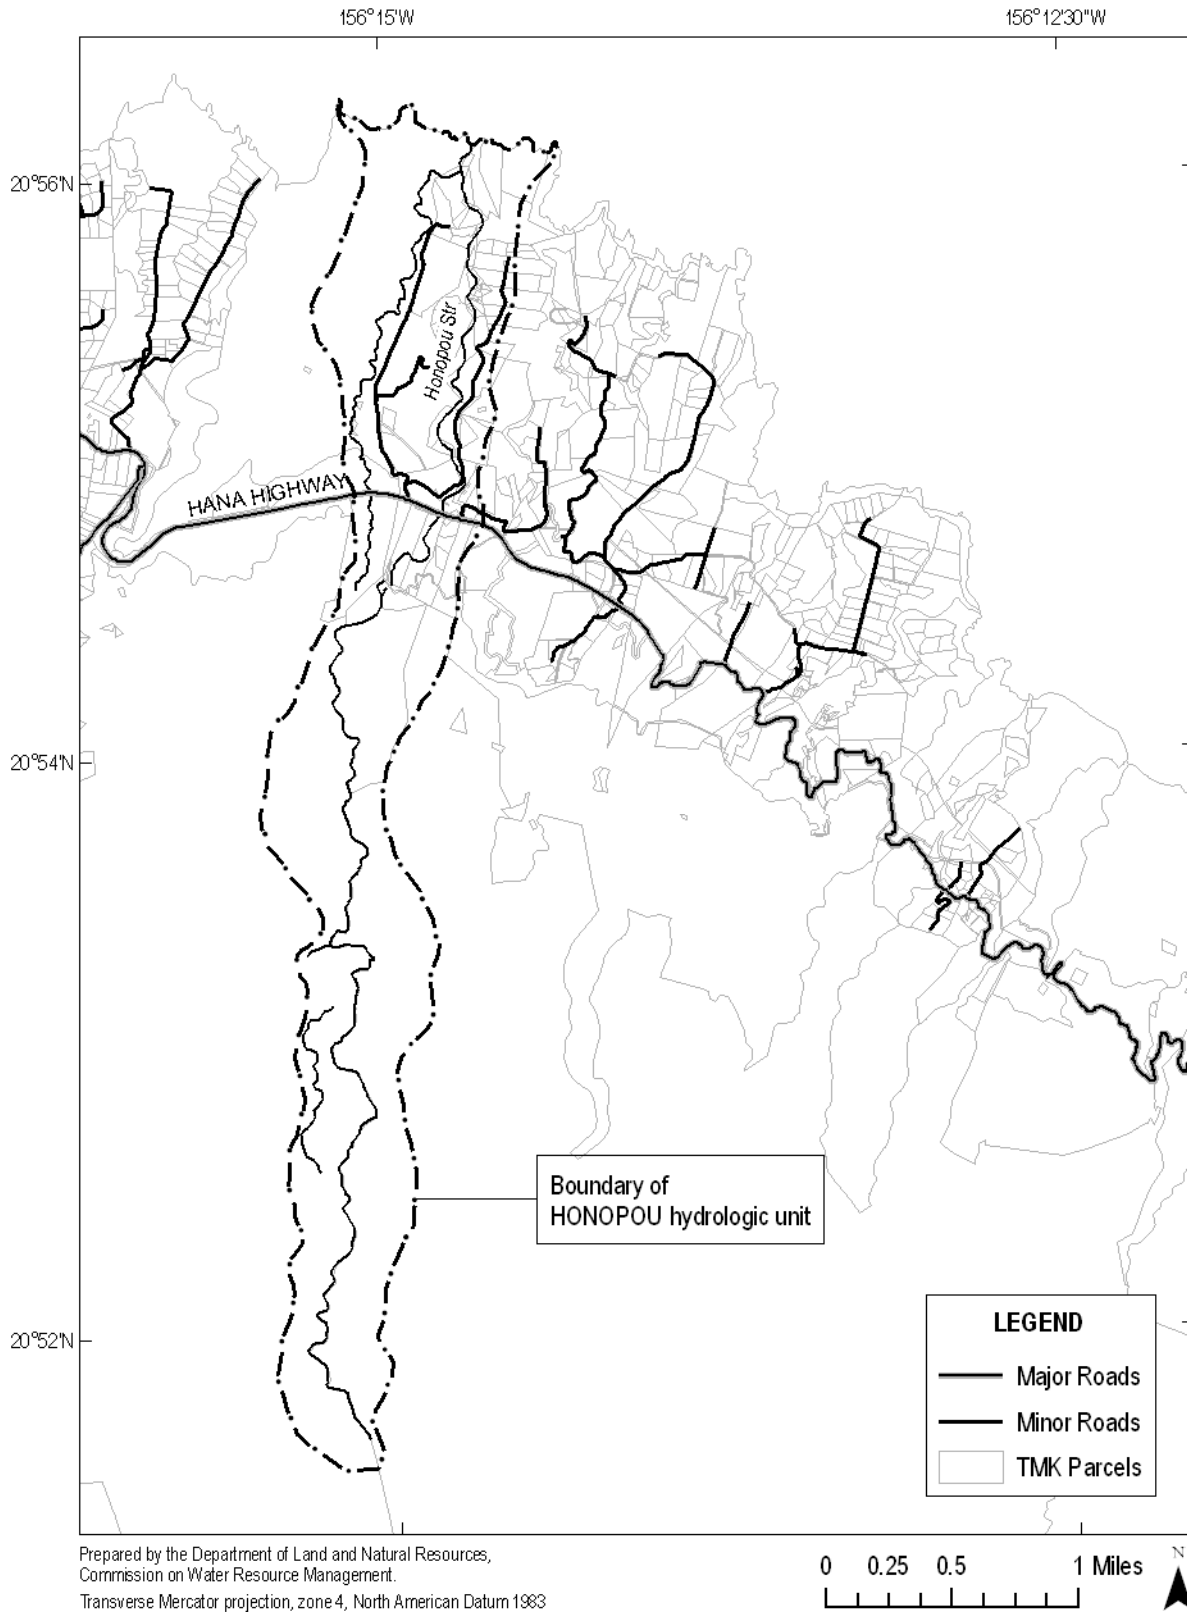 156°15'W
156°12'30"W
20°56'N
Honopou Str
HANA HIGHWAY
20°54'N
Boundary of
HONOPOU hydrologic unit
20°52'N
LEGEND
Major Roads
Minor Roads
TMK Parcels
Prepared by the Department of Land and Natural Resources,
Commission on Water Resource Management.
Transverse Mercator projection, zone 4, North American Datum 1983
0 0.25 0.5 1 Miles
N